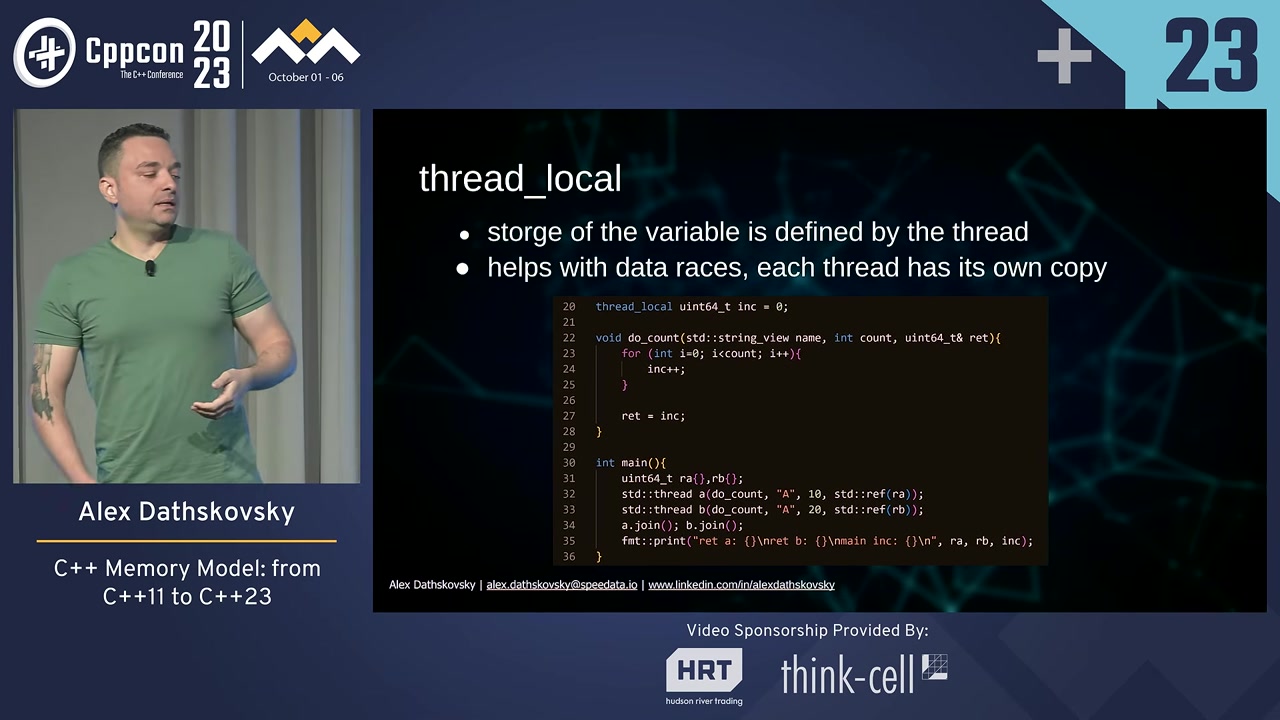 Cppcon
The C++ Conference
20
23
October 01 - 06
23
thread_local
• storge of the variable is defined by the thread
• helps with data races, each thread has its own copy
20 thread_local uint64_t inc = 0;
21
22 void do_count(std::string_view name, int count, uint64_t& ret){
23 for (int i=0; i<count; i++){
24 inc++;
25 }
26
27 ret = inc;
28 }
29
30 int main(){
31 uint64_t ra{},rb{};
32 std::thread a(do_count, "A", 10, std::ref(ra));
33 std::thread b(do_count, "A", 20, std::ref(rb));
34 a.join(); b.join();
35 fmt::print("ret a: {}\nret b: {}\nmain inc: {}\n", ra, rb, inc);
36 }
Alex Dathskovsky | alex.dathskovsky@speedata.io | www.linkedin.com/in/alexdathskovsky
Alex Dathskovsky
C++ Memory Model: from
C++11 to C++23
Video Sponsorship Provided By:
HRT
hudson river trading
think-cell